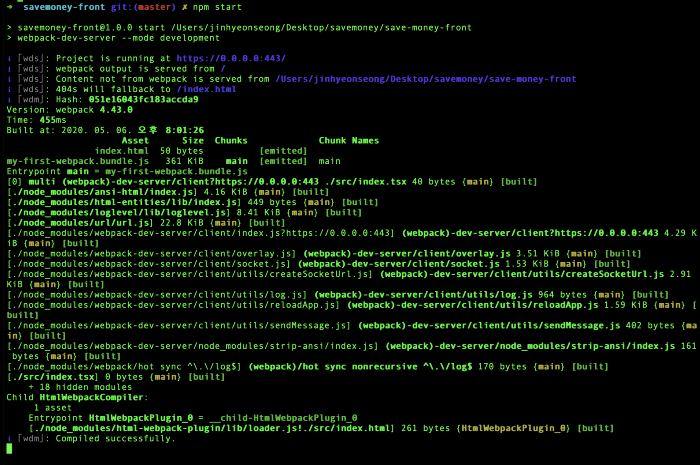 ➜  savemoney-front git:(master) ✗ npm start

> savemoney-front@1.0.0 start /Users/jinhyeonseong/Desktop/savemoney/save-money-front
> webpack-dev-server --mode development

ℹ ｢wds｣: Project is running at https://0.0.0.0:443/
ℹ ｢wds｣: webpack output is served from /
ℹ ｢wds｣: Content not from webpack is served from /Users/jinhyeonseong/Desktop/savemoney/save-money-front
ℹ ｢wds｣: 404s will fallback to /index.html
ℹ ｢wdm｣: Hash: 051e16043fc183accda9
Version: webpack 4.43.0
Time: 455ms
Built at: 2020. 05. 06. 오후 8:01:26
Asset Size Chunks Chunk Names
index.html 50 bytes [emitted]
my-first-webpack.bundle.js 361 KiB main [emitted] main
Entrypoint main = my-first-webpack.bundle.js
[0] multi (webpack)-dev-server/client?https://0.0.0.0:443 ./src/index.tsx 40 bytes {main} [built]
[./node_modules/ansi-html/index.js] 4.16 KiB {main} [built]
[./node_modules/html-entities/lib/index.js] 449 bytes {main} [built]
[./node_modules/loglevel/lib/loglevel.js] 8.41 KiB {main} [built]
[./node_modules/url/url.js] 22.8 KiB {main} [built]
[./node_modules/webpack-dev-server/client/index.js?https://0.0.0.0:443] (webpack)-dev-server/client?https://0.0.0.0:443 4.29 K
iB {main} [built]
[./node_modules/webpack-dev-server/client/overlay.js] (webpack)-dev-server/client/overlay.js 3.51 KiB {main} [built]
[./node_modules/webpack-dev-server/client/socket.js] (webpack)-dev-server/client/socket.js 1.53 KiB {main} [built]
[./node_modules/webpack-dev-server/client/utils/createSocketUrl.js] (webpack)-dev-server/client/utils/createSocketUrl.js 2.91
KiB {main} [built]
[./node_modules/webpack-dev-server/client/utils/log.js] (webpack)-dev-server/client/utils/log.js 964 bytes {main} [built]
[./node_modules/webpack-dev-server/client/utils/reloadApp.js] (webpack)-dev-server/client/utils/reloadApp.js 1.59 KiB {main} [
built]
[./node_modules/webpack-dev-server/client/utils/sendMessage.js] (webpack)-dev-server/client/utils/sendMessage.js 402 bytes {ma
in} [built]
[./node_modules/webpack-dev-server/node_modules/strip-ansi/index.js] (webpack)-dev-server/node_modules/strip-ansi/index.js 161
bytes {main} [built]
[./node_modules/webpack/hot sync ^\.\/log$] (webpack)/hot sync nonrecursive ^\.\/log$ 170 bytes {main} [built]
[./src/index.tsx] 0 bytes {main} [built]
+ 18 hidden modules
Child HtmlWebpackCompiler:
1 asset
Entrypoint HtmlWebpackPlugin_0 = __child-HtmlWebpackPlugin_0
[./node_modules/html-webpack-plugin/lib/loader.js!./src/index.html] 261 bytes {HtmlWebpackPlugin_0} [built]
ℹ ｢wdm｣: Compiled successfully.